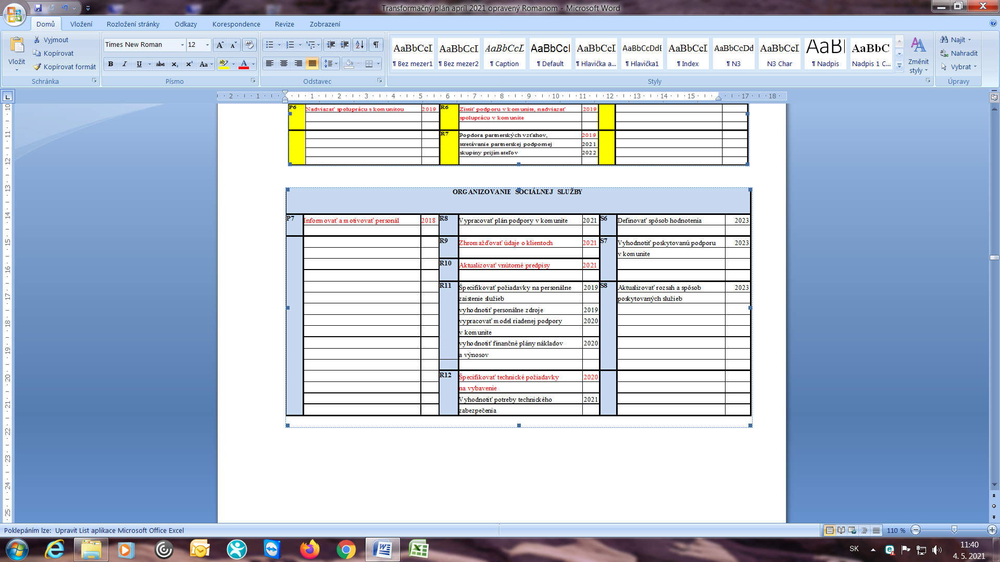 Transformačný plán apríl 2021 opravený Romanom - Microsoft Word
Domů
Vložení
Rozložení stránky
Odkazy
Korespondence
Revize
Zobrazení
Vložit
Vyjmout
Kopírovat
Kopírovat formát
Schránka
Times New Roman
12
Písmo
Odstavec
AaBbCcI AaBbCcI AaBbCcL AaBbCcI AaBbCcI AaBbCcDdE AaBbCcI AaBbCcDd AaBbCcI AaBI AaBbC
¶ Bez mezer1
¶ Bez mezer2
¶ Caption
¶ Default
¶ Hlavička a...
¶ Hlavička1
¶ Index
¶ N3
N3 Char
¶ Nadpis
Nadpis 1 C...
Změnit styly
Styly
Najít
Nahradit
Vybrat
Úpravy
2 1 1 2 3 4 5 6 7 8 9 10 11 12 13 14 15 17 18
10 11 12 13 14 15 16 17 18 19 20 21 22 23 24 25
P6 Nadviazať spoluprácu s komunitou 2019 R6 Zistiť podporu v komunite, nadviazať 2019
spoluprácu v komunite
R7 Popdora partnerských vzťahov, 2019
stretávanie partnerskej podpornej 2021
skupiny prijímateľov 2022
ORGANIZOVANIE SOCIÁLNEJ SLUŽBY
P7 Informovať a motivovať personál 2018 R8 Vypracovať plán podpory v komunite 2021 S6 Definovať spôsob hodnotenia 2023
R9 Zhromažďovať údaje o klientoch 2021 S7 Vyhodnotiť poskytovanú podporu 2023
v komunite
R10 Aktualizovať vnútorné predpisy 2021
R11 Špecifikovať požiadavky na personálne 2019 S8 Aktualizovať rozsah a spôsob 2023
zaistenie služieb poskytovaných služieb
vyhodnotiť personálne zdroje 2019
vypracovať model riadenej podpory 2020
v komunite
vyhodnotiť finančné plány nákladov 2020
a výnosov
R12 Špecifikovať technické požiadavky 2020
na vybavenie
Vyhodnotiť potreby technického 2021
zabezpečenia
Poklepáním lze: Upravit List aplikace Microsoft Office Excel
110 %
SK
11:40
4. 5. 2021